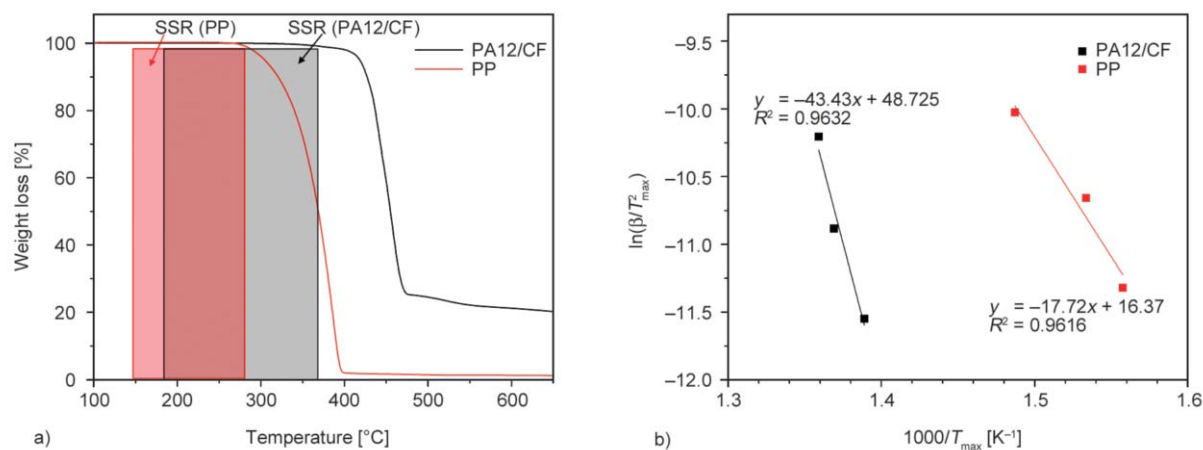 SSR (PP)
SSR (PA12/CF)
PA12/CF
PP
100
80
60
40
20
0
Weight loss [%]
100
200
300
400
500
600
Temperature [°C]
a)
–9.5
–10.0
–10.5
–11.0
–11.5
–12.0
ln(β/T²max)
PA12/CF
PP
y = –43.43x + 48.725
R² = 0.9632
y = –17.72x + 16.37
R² = 0.9616
1.3
1.4
1.5
1.6
1000/Tmax [K⁻¹]
b)